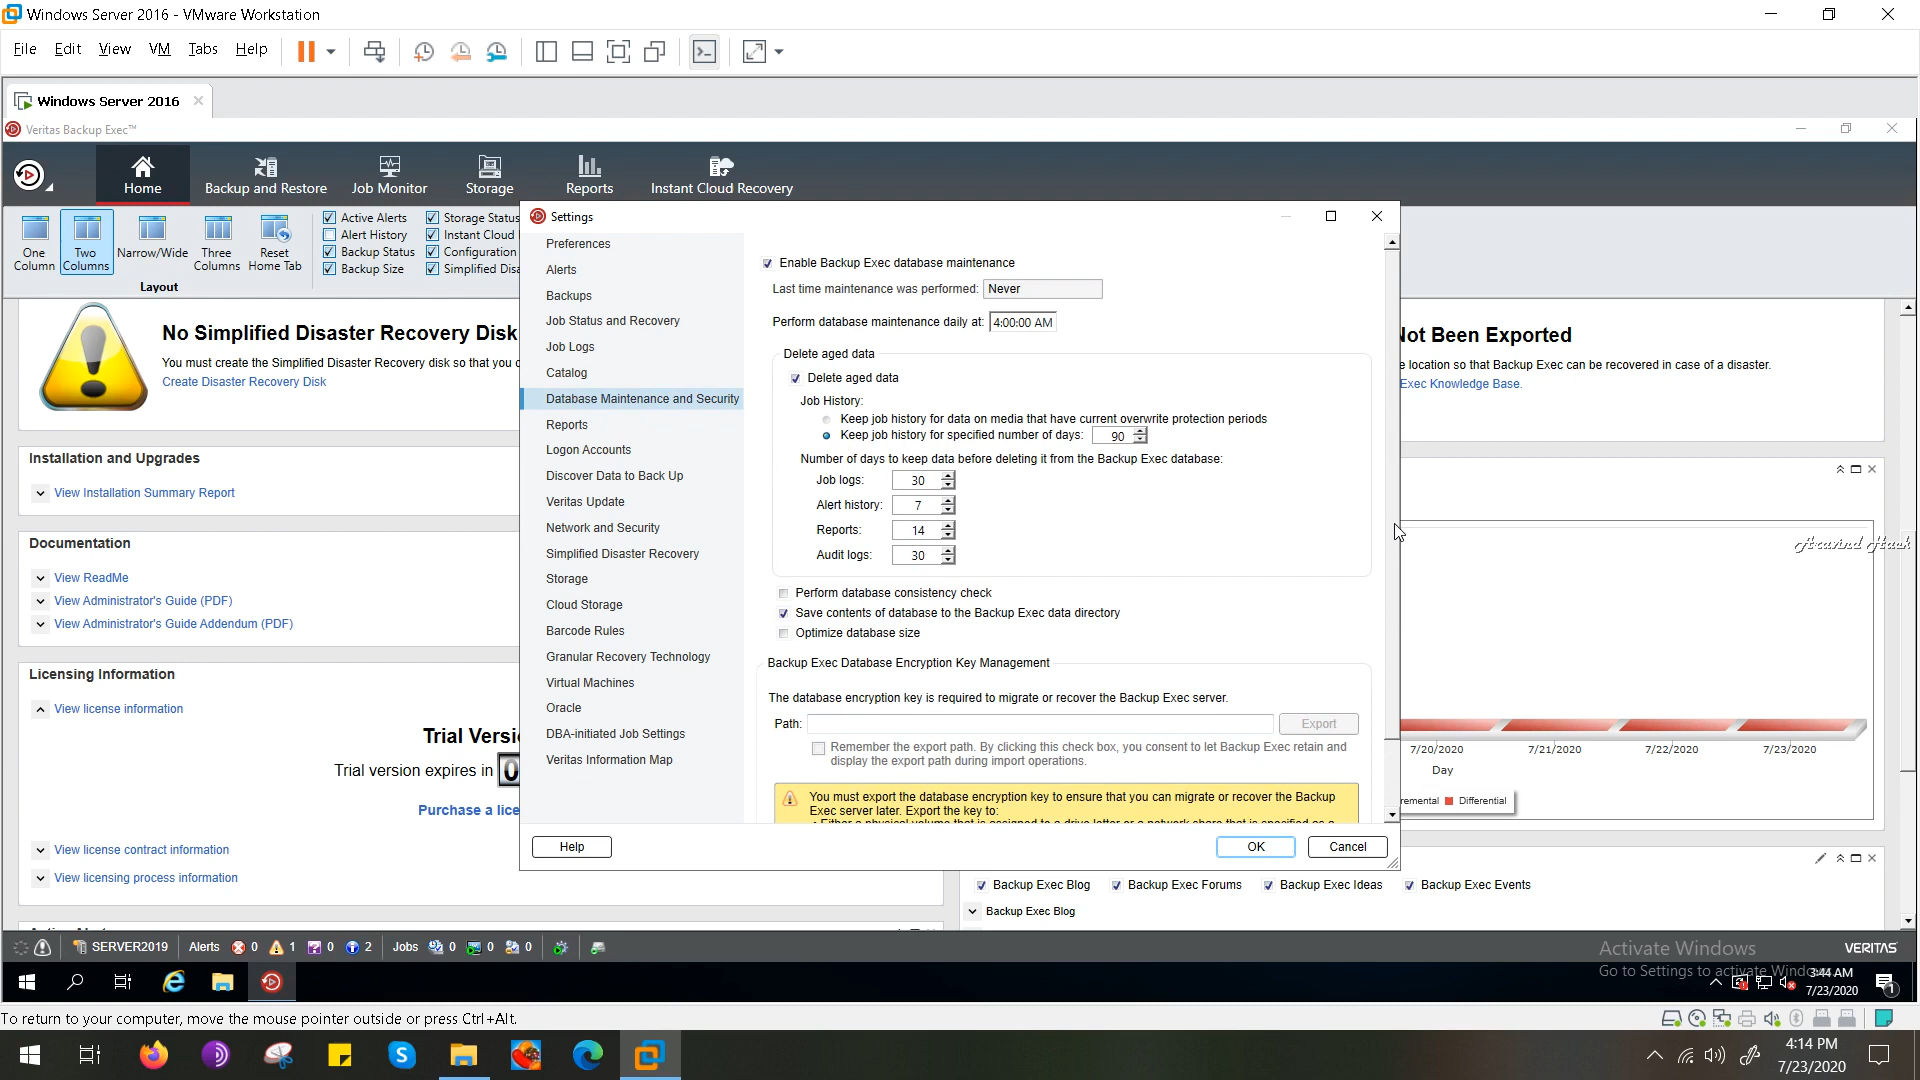 Windows Server 2016 - VMware Workstation
File Edit View VM Tabs Help
Windows Server 2016
Veritas Backup Exec™
Home Backup and Restore Job Monitor Storage Reports Instant Cloud Recovery
One Column
Two Columns
Narrow/Wide
Three Columns
Reset Home Tab
Layout
Active Alerts
Alert History
Backup Status
Backup Size
Storage Status
Instant Cloud
Configuration
Simplified Disa
No Simplified Disaster Recovery Disk
You must create the Simplified Disaster Recovery disk so that you c
Create Disaster Recovery Disk
Installation and Upgrades
View Installation Summary Report
Documentation
View ReadMe
View Administrator's Guide (PDF)
View Administrator's Guide Addendum (PDF)
Licensing Information
View license information
Trial Versi
Trial version expires in 0
Purchase a lice
View license contract information
View licensing process information
Settings
Preferences
Alerts
Backups
Job Status and Recovery
Job Logs
Catalog
Database Maintenance and Security
Reports
Logon Accounts
Discover Data to Back Up
Veritas Update
Network and Security
Simplified Disaster Recovery
Storage
Cloud Storage
Barcode Rules
Granular Recovery Technology
Virtual Machines
Oracle
DBA-initiated Job Settings
Veritas Information Map
Enable Backup Exec database maintenance
Last time maintenance was performed: Never
Perform database maintenance daily at: 4:00:00 AM
Delete aged data
Delete aged data
Job History:
Keep job history for data on media that have current overwrite protection periods
Keep job history for specified number of days: 90
Number of days to keep data before deleting it from the Backup Exec database:
Job logs: 30
Alert history: 7
Reports: 14
Audit logs: 30
Perform database consistency check
Save contents of database to the Backup Exec data directory
Optimize database size
Backup Exec Database Encryption Key Management
The database encryption key is required to migrate or recover the Backup Exec server.
Path: Export
Remember the export path. By clicking this check box, you consent to let Backup Exec retain and
display the export path during import operations.
You must export the database encryption key to ensure that you can migrate or recover the Backup
Exec server later. Export the key to:
Help OK Cancel
Not Been Exported
e location so that Backup Exec can be recovered in case of a disaster.
Exec Knowledge Base.
Aravind Hack
7/20/2020 7/21/2020 7/22/2020 7/23/2020
Day
remental Differential
Backup Exec Blog Backup Exec Forums Backup Exec Ideas Backup Exec Events
Backup Exec Blog
SERVER2019 Alerts 0 1 0 2 Jobs 0 0 0
VERITAS
Activate Windows
Go to Settings to activate Windows.
3:44 AM
7/23/2020
1
To return to your computer, move the mouse pointer outside or press Ctrl+Alt.
4:14 PM
7/23/2020